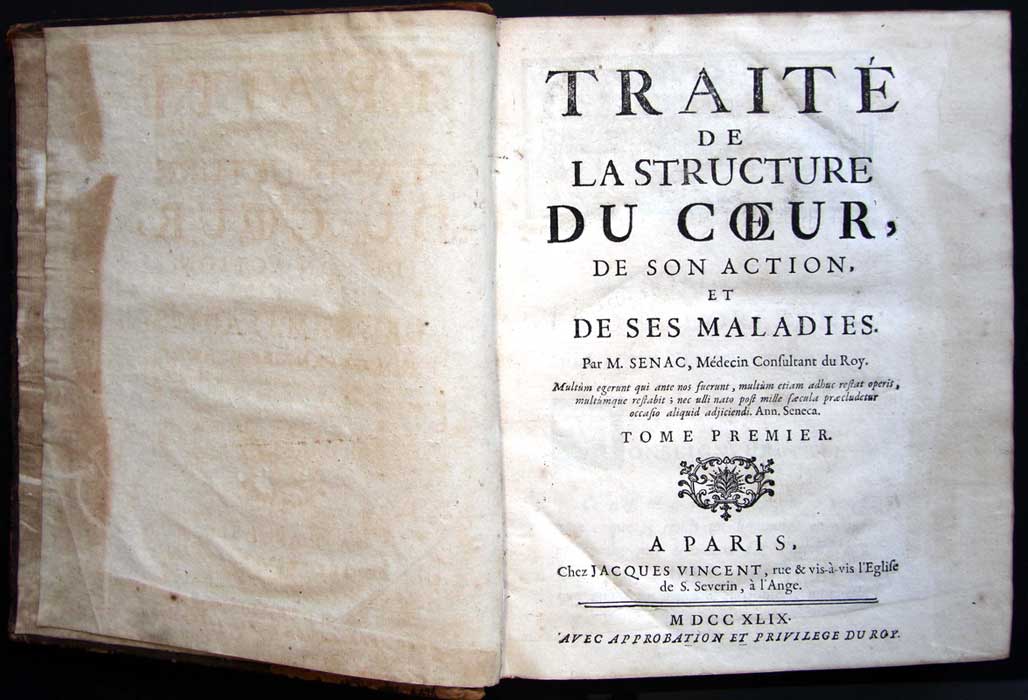 TRAITÉ
DE
LA STRUCTURE
DU CŒUR,
DE SON ACTION,
ET
DE SES MALADIES.
Par M. SENAC, Médecin Conſultant du Roy.
Multùm egerunt qui ante nos fuerunt, multùm etiam adhuc reſtat operis,
multùmque reſtabit ; nec ulli nato poſt mille ſæcula præcludetur
occaſio aliquid adjiciendi. Ann. Seneca.
TOME PREMIER.
A PARIS,
Chez JACQUES VINCENT, rue & vis-à-vis l'Egliſe
de S. Severin, à l'Ange.
M DCC XLIX.
AVEC APPROBATION ET PRIVILEGE DU ROY.